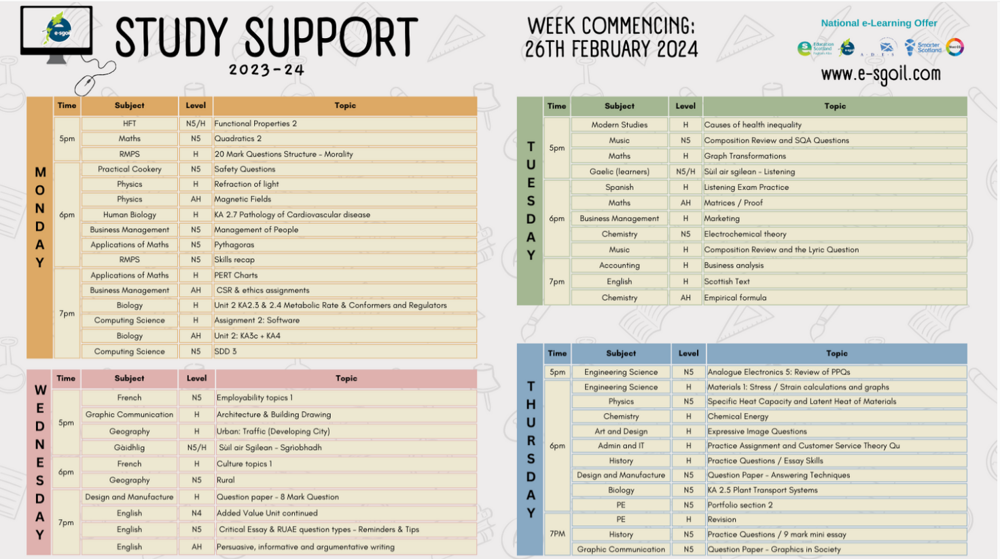 e-sgoil
STUDY SUPPORT
2023-24
WEEK COMMENCING:
26TH FEBRUARY 2024
National e-Learning Offer
Education
Scotland
e-sgoil
A D E S
Smarter
Scotland
www.e-sgoil.com
MONDAY
Time Subject Level Topic
5pm
HFT N5/H Functional Properties 2
Maths N5 Quadratics 2
RMPS H 20 Mark Questions Structure - Morality
6pm
Practical Cookery N5 Safety Questions
Physics H Refraction of light
Physics AH Magnetic Fields
Human Biology H KA 2.7 Pathology of Cardiovascular disease
Business Management N5 Management of People
Applications of Maths N5 Pythagoras
RMPS N5 Skills recap
7pm
Applications of Maths H PERT Charts
Business Management AH CSR & ethics assignments
Biology H Unit 2 KA2.3 & 2.4 Metabolic Rate & Conformers and Regulators
Computing Science H Assignment 2: Software
Biology AH Unit 2: KA3c + KA4
Computing Science N5 SDD 3
TUESDAY
Time Subject Level Topic
5pm
Modern Studies H Causes of health inequality
Music N5 Composition Review and SQA Questions
Maths H Graph Transformations
Gaelic (learners) N5/H Sùil air sgilean - Listening
6pm
Spanish H Listening Exam Practice
Maths AH Matrices / Proof
Business Management H Marketing
Chemistry N5 Electrochemical theory
Music H Composition Review and the Lyric Question
7pm
Accounting H Business analysis
English H Scottish Text
Chemistry AH Empirical formula
WEDNESDAY
Time Subject Level Topic
5pm
French N5 Employability topics 1
Graphic Communication H Architecture & Building Drawing
Geography H Urban: Traffic (Developing City)
Gàidhlig N5/H Sùil air Sgilean - Sgrìobhadh
6pm
French H Culture topics 1
Geography N5 Rural
7pm
Design and Manufacture H Question paper - 8 Mark Question
English N4 Added Value Unit continued
English N5 Critical Essay & RUAE question types - Reminders & Tips
English AH Persuasive, informative and argumentative writing
THURSDAY
Time Subject Level Topic
5pm
Engineering Science N5 Analogue Electronics 5: Review of PPQs
6pm
Engineering Science H Materials 1: Stress / Strain calculations and graphs
Physics N5 Specific Heat Capacity and Latent Heat of Materials
Chemistry H Chemical Energy
Art and Design H Expressive Image Questions
Admin and IT H Practice Assignment and Customer Service Theory Qu
History H Practice Questions / Essay Skills
Design and Manufacture N5 Question Paper - Answering Techniques
Biology N5 KA 2.5 Plant Transport Systems
PE N5 Portfolio section 2
7PM
PE H Revision
History N5 Practice Questions / 9 mark mini essay
Graphic Communication N5 Question Paper - Graphics in Society